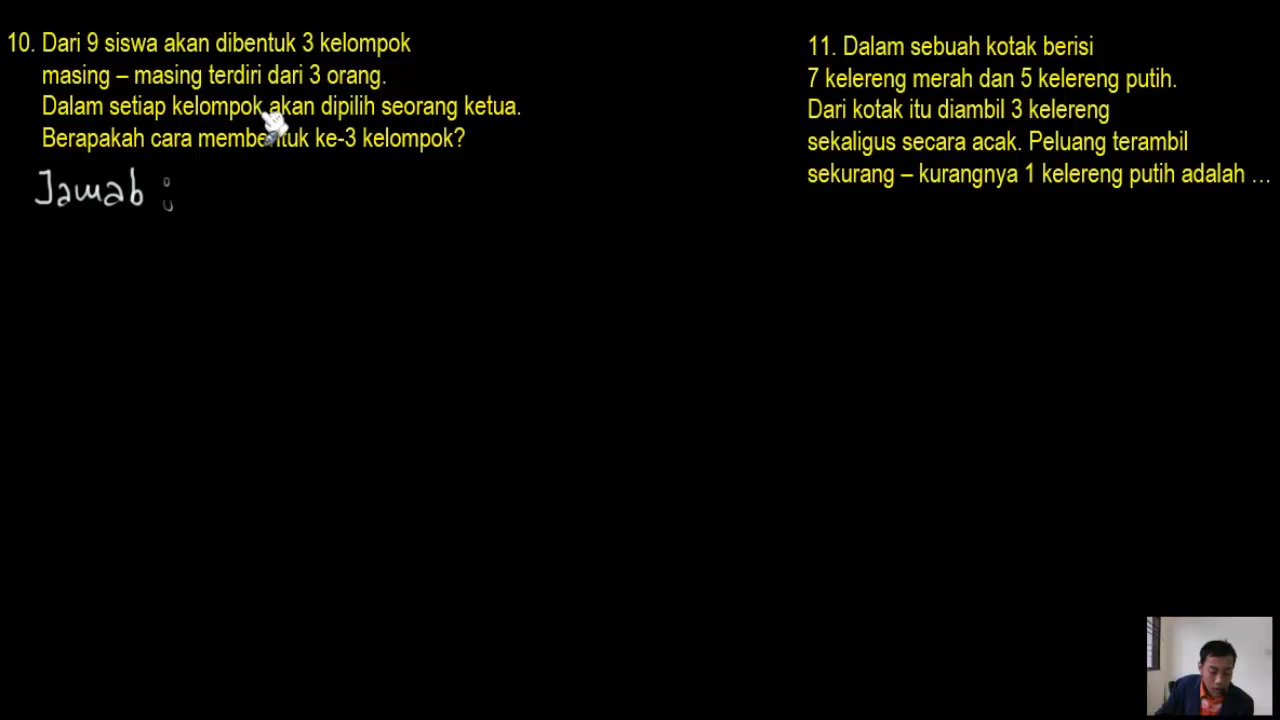 10. Dari 9 siswa akan dibentuk 3 kelompok
masing – masing terdiri dari 3 orang.
Dalam setiap kelompok akan dipilih seorang ketua.
Berapakah cara membentuk ke-3 kelompok?
Jawab :
11. Dalam sebuah kotak berisi
7 kelereng merah dan 5 kelereng putih.
Dari kotak itu diambil 3 kelereng
sekaligus secara acak. Peluang terambil
sekurang – kurangnya 1 kelereng putih adalah …